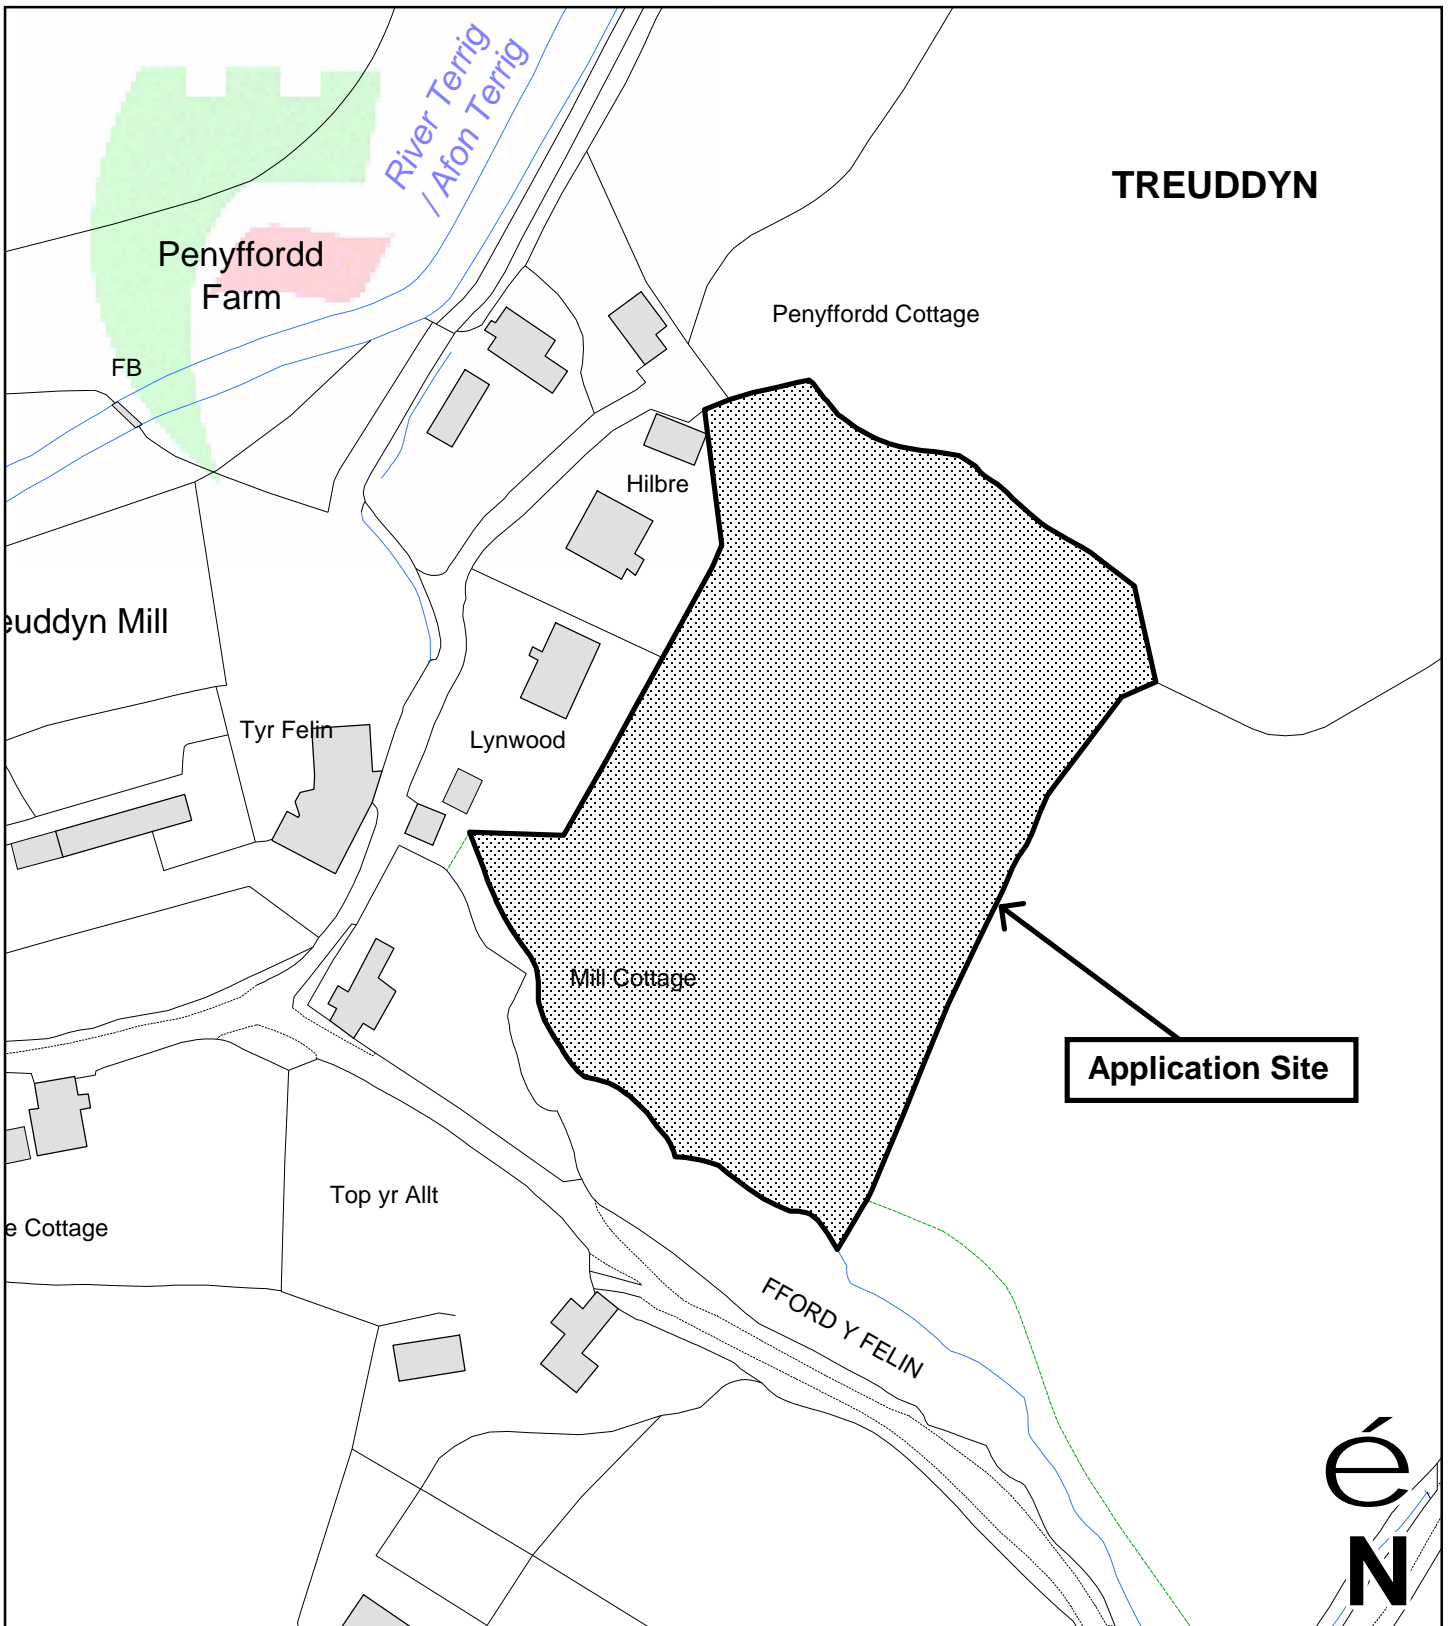 River Terrig
/ Afon Terrig
TREUDDYN
Penyffordd
Farm
Penyffordd Cottage
FB
Hilbre
euddyn Mill
Tyr Felin
Lynwood
Mill Cottage
Application Site
Top yr Allt
e Cottage
FFORD Y FELIN
é
N